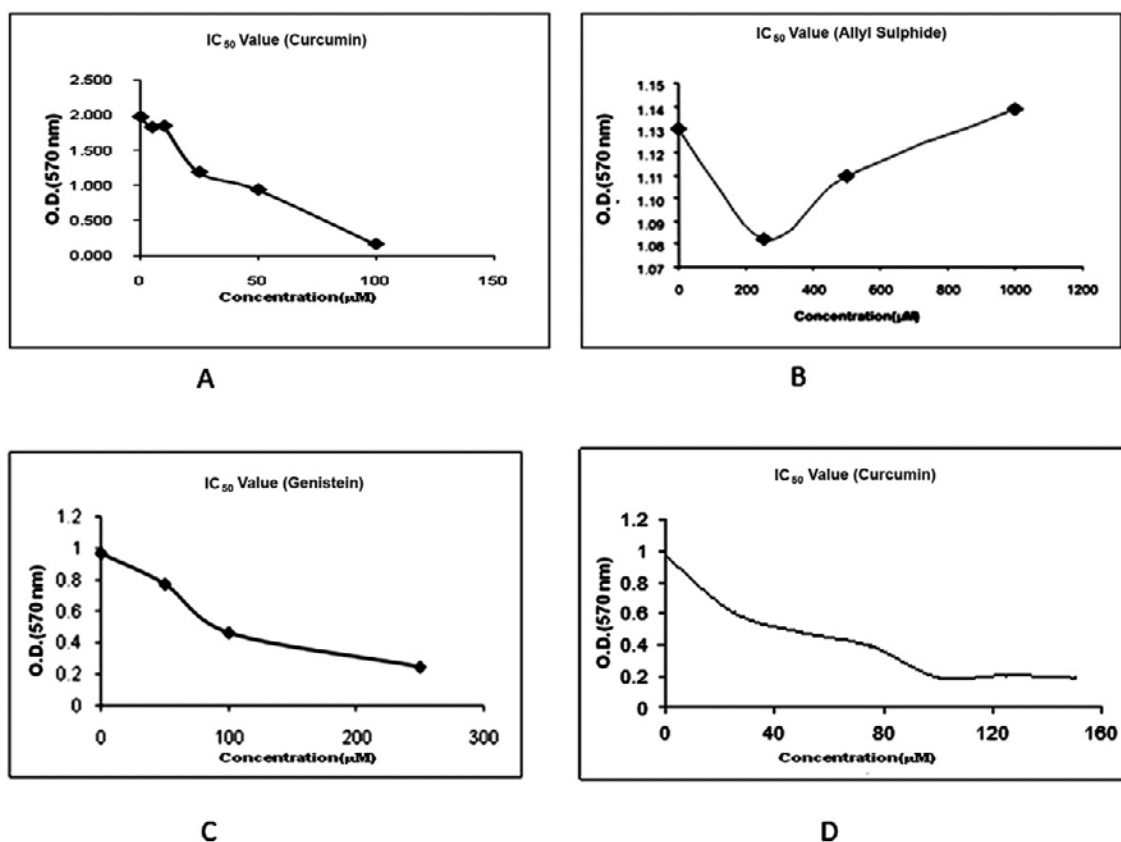 IC50 Value (Curcumin)
2.500
2.000
1.500
1.000
0.500
0.000
O.D.(570 nm)
0 50 100 150
Concentration(µM)
A
IC50 Value (Allyl Sulphide)
1.15
1.14
1.13
1.12
1.11
1.10
1.09
1.08
1.07
O.D.(570 nm)
0 200 400 600 800 1000 1200
Concentration(µM)
B
IC50 Value (Genistein)
1.2
1
0.8
0.6
0.4
0.2
0
O.D.(570 nm)
0 100 200 300
Concentration(µM)
C
IC50 Value (Curcumin)
1.2
1
0.8
0.6
0.4
0.2
0
O.D.(570 nm)
0 40 80 120 160
Concentration(µM)
D